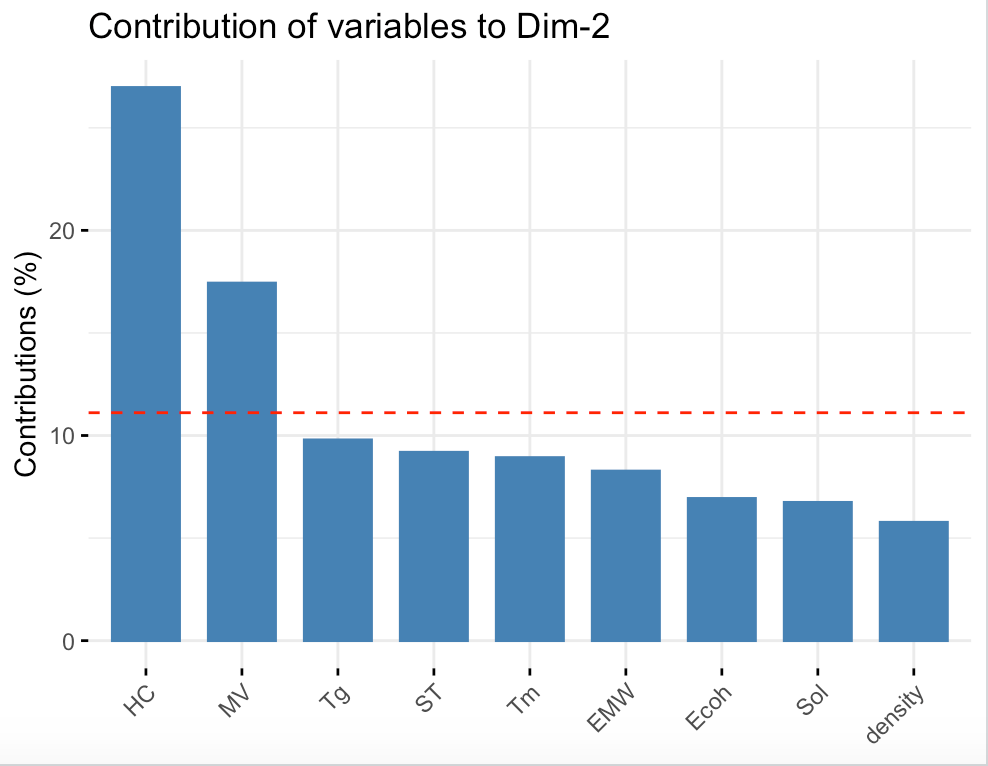 Contribution of variables to Dim-2
Contributions (%)
20
10
0
HC
MV
Tg
ST
Tm
EMW
Ecoh
Sol
density